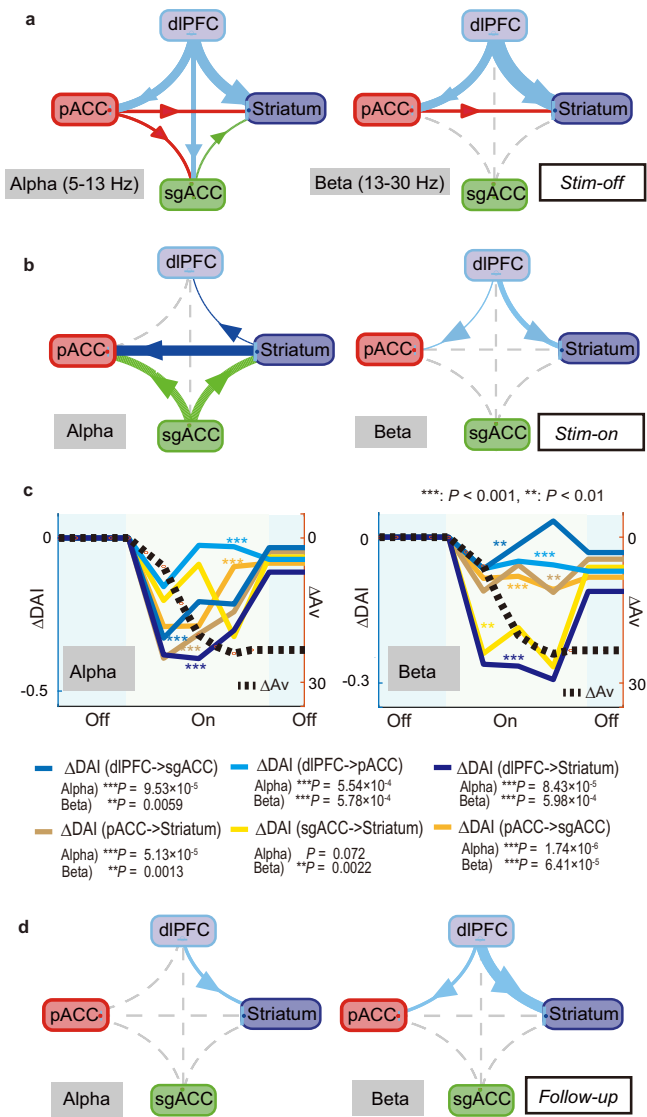 a
dlPFC
dlPFC
pACC
Striatum
pACC
Striatum
Alpha (5-13 Hz)
sgACC
Beta (13-30 Hz)
sgACC
Stim-off
b
dlPFC
dlPFC
pACC
Striatum
pACC
Striatum
Alpha
sgACC
Beta
sgACC
Stim-on
c
***: P < 0.001, **: P < 0.01
0
ΔDAI
-0.5
***
***
***
***
***
Alpha
ΔAv
0
ΔAv
30
Off
On
Off
0
ΔDAI
-0.3
**
***
***
**
**
***
Beta
ΔAv
0
ΔAv
30
Off
On
Off
ΔDAI (dlPFC->sgACC)
Alpha) ***P = 9.53×10-5
Beta) **P = 0.0059
ΔDAI (dlPFC->pACC)
Alpha) ***P = 5.54×10-4
Beta) ***P = 5.78×10-4
ΔDAI (dlPFC->Striatum)
Alpha) ***P = 8.43×10-5
Beta) ***P = 5.98×10-4
ΔDAI (pACC->Striatum)
Alpha) ***P = 5.13×10-5
Beta) **P = 0.0013
ΔDAI (sgACC->Striatum)
Alpha) P = 0.072
Beta) **P = 0.0022
ΔDAI (pACC->sgACC)
Alpha) ***P = 1.74×10-6
Beta) ***P = 6.41×10-5
d
dlPFC
dlPFC
pACC
Striatum
pACC
Striatum
Alpha
sgACC
Beta
sgACC
Follow-up